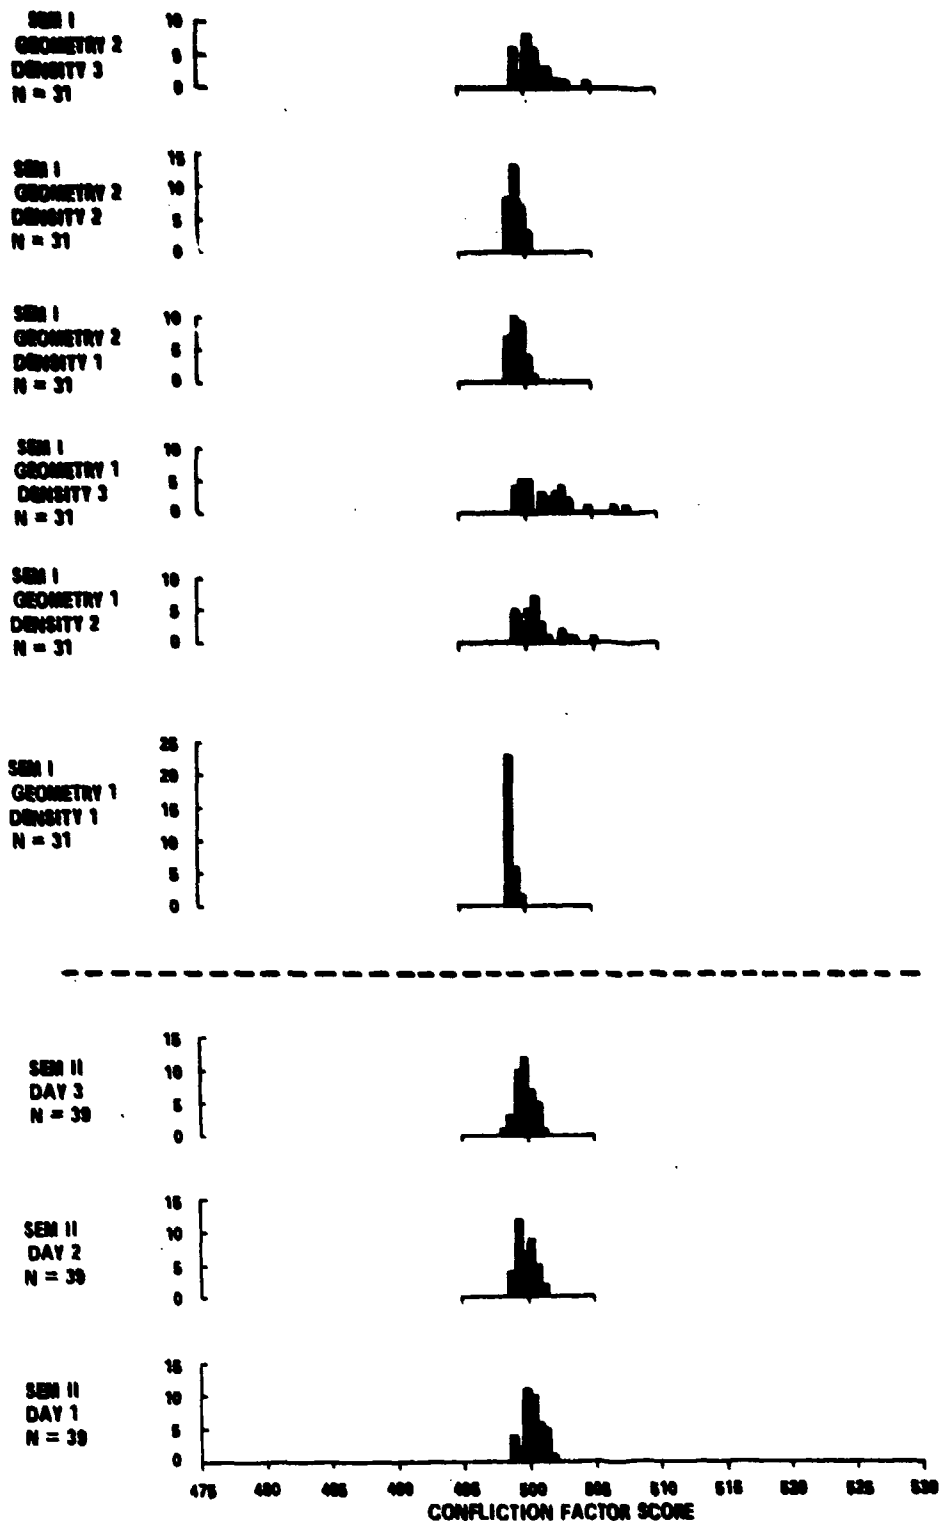 SEM I
GEOMETRY 2
DENSITY 3
N = 31
10
5
0
SEM I
GEOMETRY 2
DENSITY 2
N = 31
15
10
5
0
SEM I
GEOMETRY 2
DENSITY 1
N = 31
10
5
0
SEM I
GEOMETRY 1
DENSITY 3
N = 31
10
5
0
SEM I
GEOMETRY 1
DENSITY 2
N = 31
10
5
0
SEM I
GEOMETRY 1
DENSITY 1
N = 31
25
20
15
10
5
0
SEM II
DAY 3
N = 39
15
10
5
0
SEM II
DAY 2
N = 39
15
10
5
0
SEM II
DAY 1
N = 39
15
10
5
0
475 480 485 490 495 500 505 510 515 520 525 530
CONFLICTION FACTOR SCORE